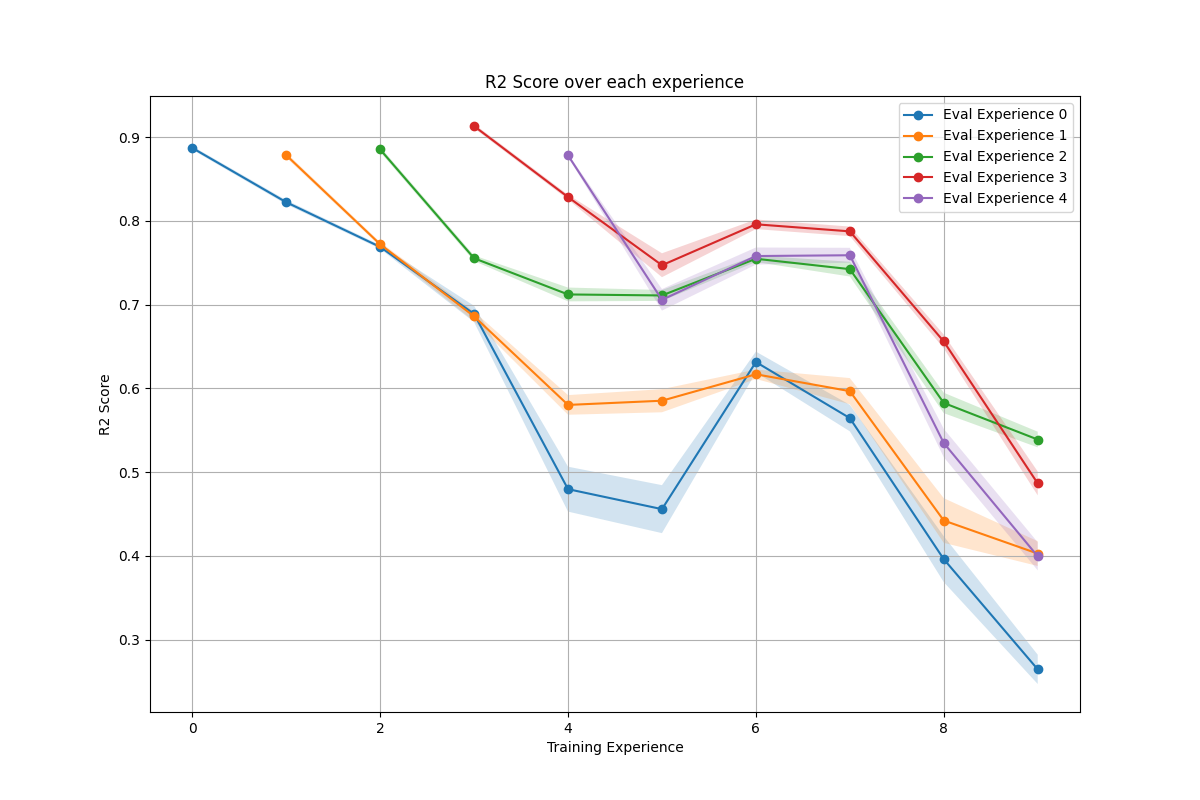 R2 Score over each experience
Eval Experience 0
Eval Experience 1
Eval Experience 2
Eval Experience 3
Eval Experience 4
R2 Score
0.9
0.8
0.7
0.6
0.5
0.4
0.3
0 2 4 6 8
Training Experience